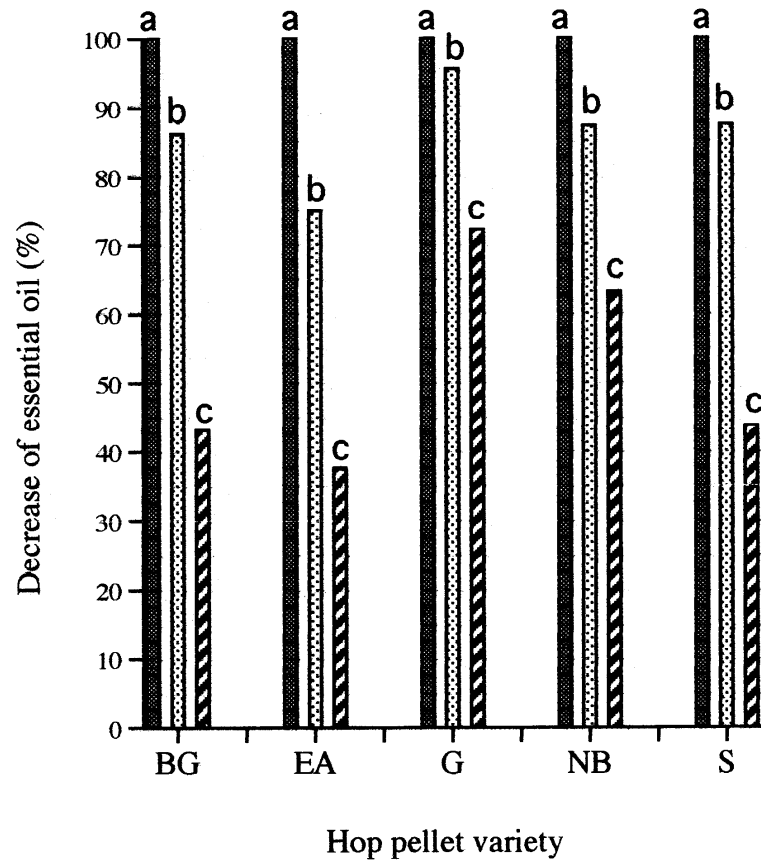 a a a a a
100
b
b
b
b
90
80
b
c
70
c
60
50
c
c
40
c
30
20
10
0
Decrease of essential oil (%)
BG EA G NB S
Hop pellet variety